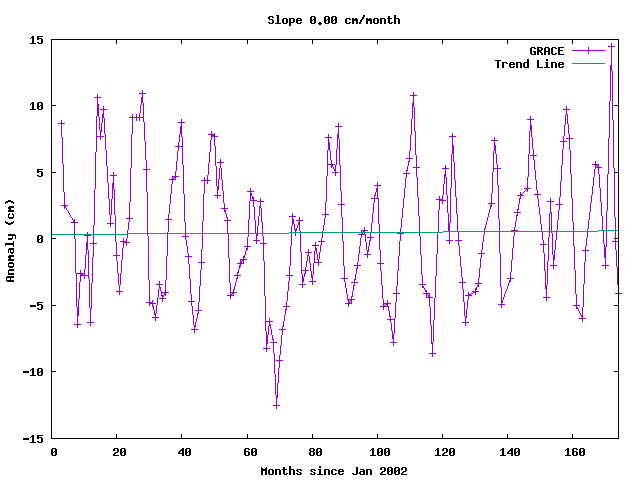 Slope 0.00 cm/month
GRACE
Trend Line
15
10
5
0
-5
-10
-15
Anomaly (cm)
0 20 40 60 80 100 120 140 160
Months since Jan 2002